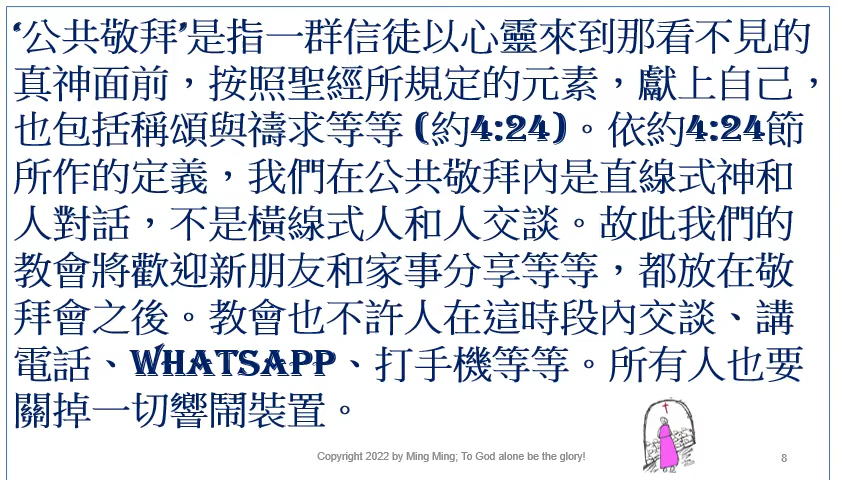 ‘公共敬拜’是指一群信徒以心靈來到那看不見的
真神面前，按照聖經所規定的元素，獻上自己，
也包括稱頌與禱求等等 (約4:24)。依約4:24節
所作的定義，我們在公共敬拜內是直線式神和
人對話，不是橫線式人和人交談。故此我們的
教會將歡迎新朋友和家事分享等等，都放在敬
拜會之後。教會也不許人在這時段內交談、講
電話、WHATSAPP、打手機等等。所有人也要
關掉一切響鬧裝置。
Copyright 2022 by Ming Ming; To God alone be the glory!
8